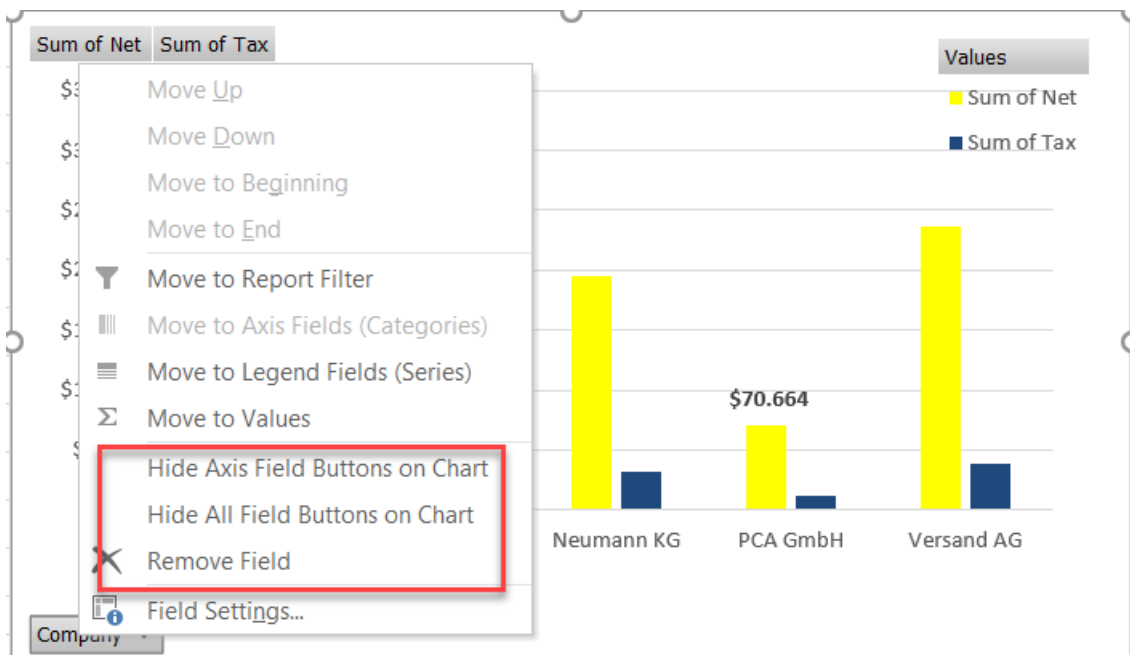 Sum of Net Sum of Tax
Values
Sum of Net
Sum of Tax
Move Up
Move Down
Move to Beginning
Move to End
Move to Report Filter
Move to Axis Fields (Categories)
Move to Legend Fields (Series)
Move to Values
Hide Axis Field Buttons on Chart
Hide All Field Buttons on Chart
Remove Field
Field Settings...
$70.664
Neumann KG PCA GmbH Versand AG
Company